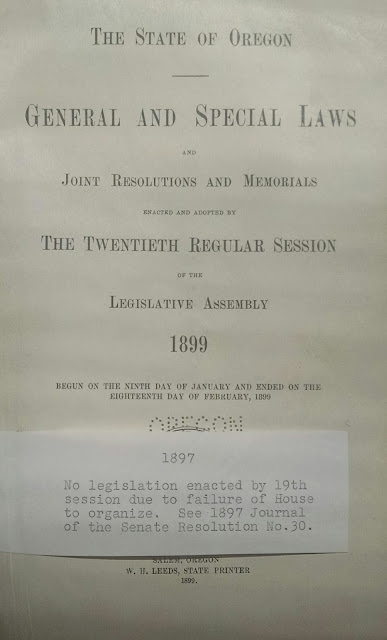 THE STATE OF OREGON
GENERAL AND SPECIAL LAWS
AND
JOINT RESOLUTIONS AND MEMORIALS
ENACTED AND ADOPTED BY
THE TWENTIETH REGULAR SESSION
OF THE
LEGISLATIVE ASSEMBLY
1899
BEGUN ON THE NINTH DAY OF JANUARY AND ENDED ON THE
EIGHTEENTH DAY OF FEBRUARY, 1899
OREGON
1897
No legislation enacted by 19th
session due to failure of House
to organize. See 1897 Journal
of the Senate Resolution No.30.
SALEM, OREGON
W. H. LEEDS, STATE PRINTER
1899.